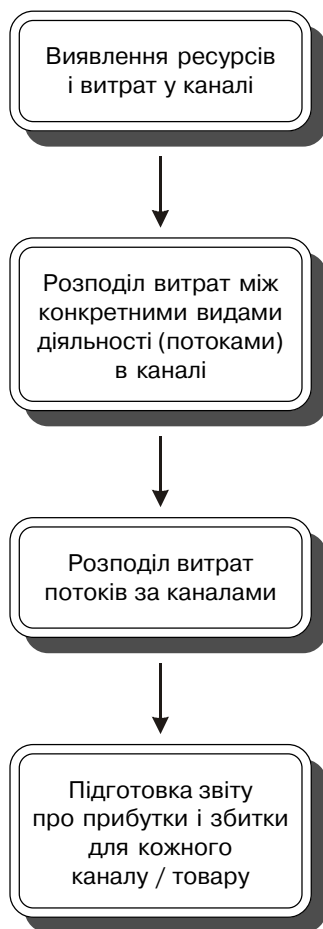 Виявлення ресурсів
і витрат у каналі
Розподіл витрат між
конкретними видами
діяльності (потоками)
в каналі
Розподіл витрат
потоків за каналами
Підготовка звіту
про прибутки і збитки
для кожного
каналу / товару